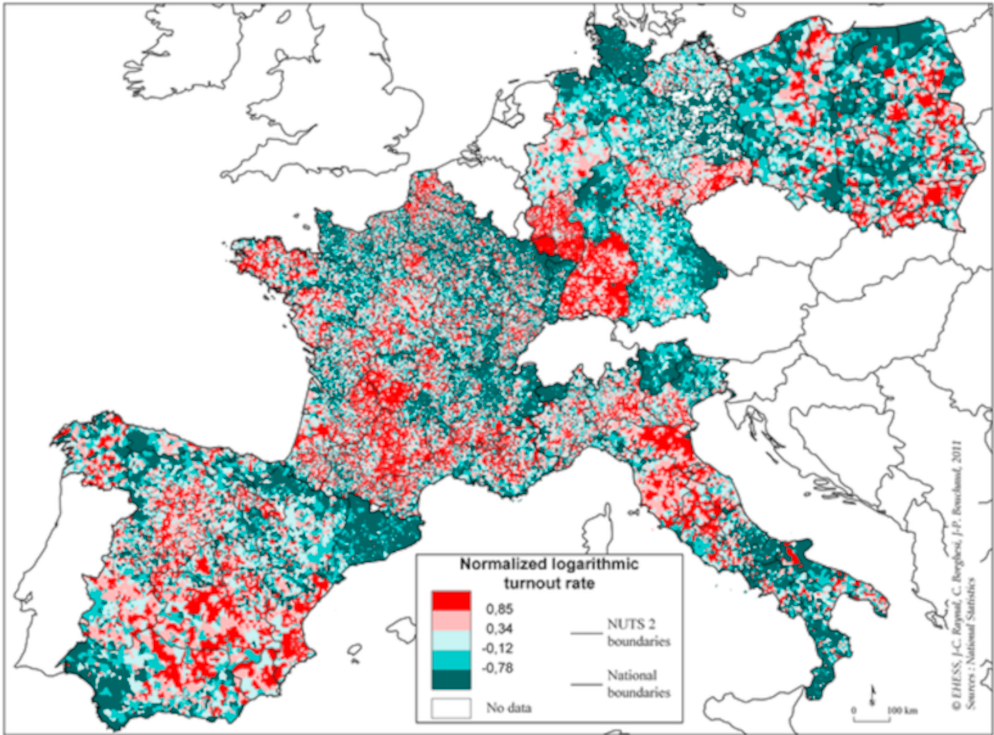 Normalized logarithmic
turnout rate
0,85
0,34
-0,12
-0,78
No data
NUTS 2
boundaries
National
boundaries
0 100 km
© EHESS, J-C. Raynal, C. Borghesi, J-P. Bouchaud, 2011
Sources : National Statistics